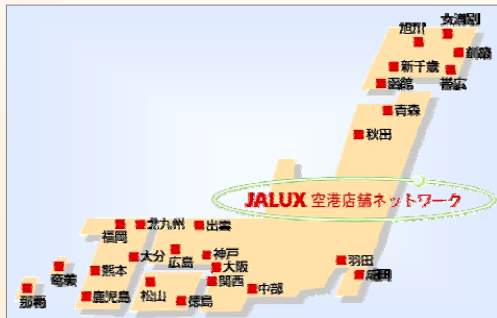 女満別
旭川
釧路
新千歳
帯広
函館
青森
秋田
JALUX 空港店舗ネットワーク
北九州
出雲
福岡
大分
広島
神戸
羽田
奄美
熊本
大阪
成田
那覇
関西
中部
鹿児島
松山
徳島